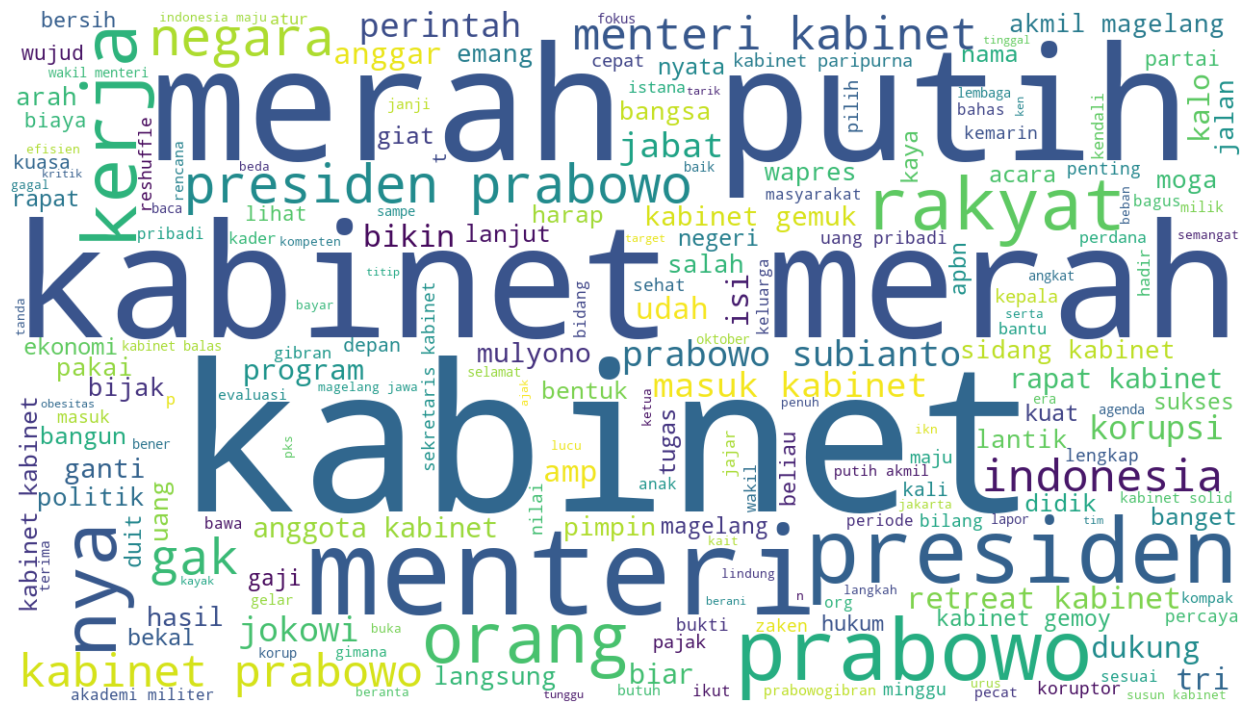 bersih
indonesia maju
atur
perintah
menteri kabinet
fokus
tinggal
akmil magelang
wujud
kerja
negara
anggar
emang
cepat
nyata
kabinet paripurna
nama
partai
wakil menteri
merah putih
istana
tarik
pilih
lembaga
ken
kendali
kalo
jalan
arah
janji
bangsa
bahas
biaya
giat
t
jabat
kemarin
efisien
kuasa
kritik
reshuffle
rencana
beda
baik
wapres
kaya
acara
penting
moga
gagal
rapat
baca
presiden prabowo
masyarakat
rakyat
beban
bagus
milik
lihat
sampe
harap
kabinet gemuk
pribadi
kader
kompeten
bikin
lanjut
target
negeri
uang pribadi
apbn
perdana
semangat
kabinet merah
titip
salah
angkat
hadir
tanda
bayar
bidang
sehat
udah
isi
keluarga
kepala
serta
bantu
ekonomi
kabinet balas
gibran
depan
sekretaris kabinet
mulyono
oktober
prabowo subianto
sidang kabinet
pakai
program
selamat
bijak
p
evaluasi
magelang jawa
ajak
bentuk
ketua
masuk kabinet
penuh
rapat kabinet
era
agenda
sukses
obesitas
masuk
kabinet
kuat
korupsi
kabinet kabinet
bangun
bener
pks
lucu
tugas
jajar
ikn
lantik
lengkap
ganti
amp
wakil
beliau
putih akmil
maju
indonesia
politik
uang
nilai
anak
kali
didik
kabinet solid
jakarta
nya
duit
bawa
anggota kabinet
pimpin
magelang
periode
bilang
lapor
tim
banget
terima
gak
kayak
gaji
menteri
kait
lindung
presiden
gelar
berani
n
org
langkah
retreat kabinet
kompak
hasil
bekal
jokowi
buka
orang
bukti
zaken
hukum
kabinet gemoy
percaya
korup
gimana
pajak
prabowo
dukung
kabinet prabowo
langsung
biar
urus
sesuai
tri
akademi militer
beranta
tunggu
butuh
ikut
prabowogibran
minggu
pecat
koruptor
susun kabinet